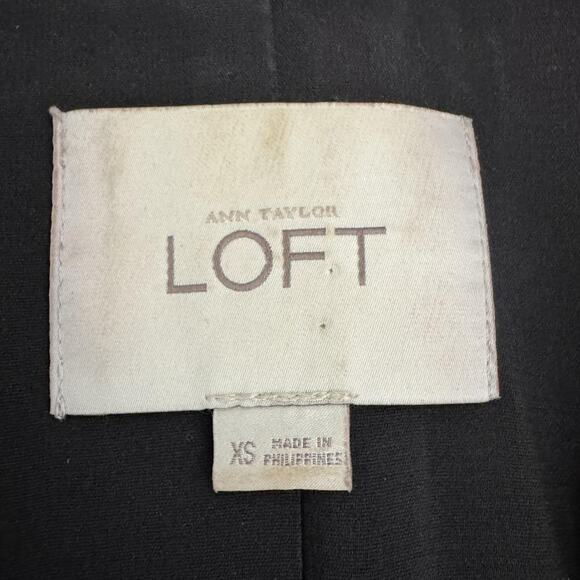 ANN TAYLOR
LOFT
XS MADE IN
PHILIPPINES